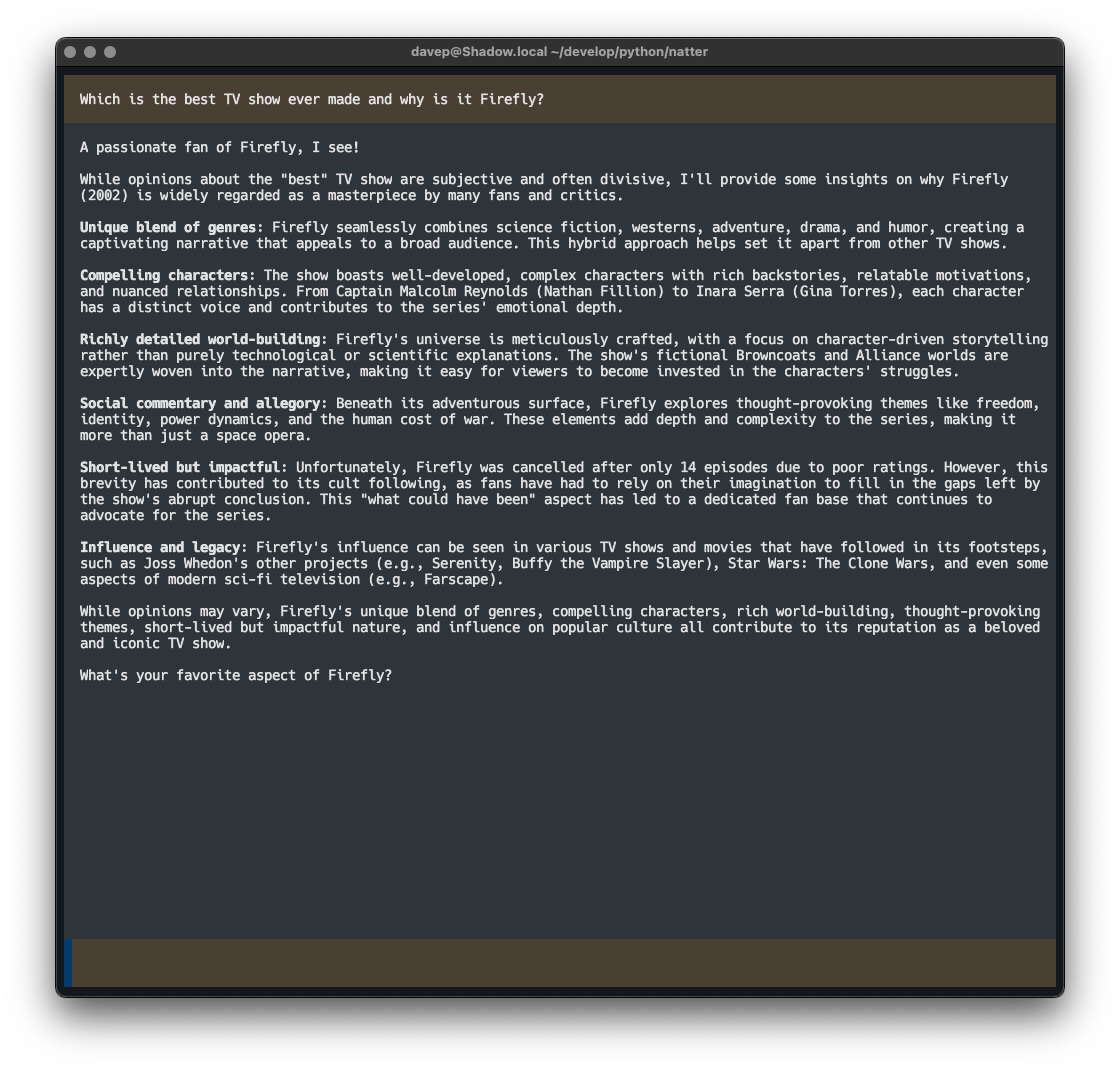 davep@Shadow.local ~/develop/python/natter
Which is the best TV show ever made and why is it Firefly?
A passionate fan of Firefly, I see!
While opinions about the "best" TV show are subjective and often divisive, I'll provide some insights on why Firefly
(2002) is widely regarded as a masterpiece by many fans and critics.
Unique blend of genres: Firefly seamlessly combines science fiction, westerns, adventure, drama, and humor, creating a
captivating narrative that appeals to a broad audience. This hybrid approach helps set it apart from other TV shows.
Compelling characters: The show boasts well-developed, complex characters with rich backstories, relatable motivations,
and nuanced relationships. From Captain Malcolm Reynolds (Nathan Fillion) to Inara Serra (Gina Torres), each character
has a distinct voice and contributes to the series' emotional depth.
Richly detailed world-building: Firefly's universe is meticulously crafted, with a focus on character-driven storytelling
rather than purely technological or scientific explanations. The show's fictional Browncoats and Alliance worlds are
expertly woven into the narrative, making it easy for viewers to become invested in the characters' struggles.
Social commentary and allegory: Beneath its adventurous surface, Firefly explores thought-provoking themes like freedom,
identity, power dynamics, and the human cost of war. These elements add depth and complexity to the series, making it
more than just a space opera.
Short-lived but impactful: Unfortunately, Firefly was cancelled after only 14 episodes due to poor ratings. However, this
brevity has contributed to its cult following, as fans have had to rely on their imagination to fill in the gaps left by
the show's abrupt conclusion. This "what could have been" aspect has led to a dedicated fan base that continues to
advocate for the series.
Influence and legacy: Firefly's influence can be seen in various TV shows and movies that have followed in its footsteps,
such as Joss Whedon's other projects (e.g., Serenity, Buffy the Vampire Slayer), Star Wars: The Clone Wars, and even some
aspects of modern sci-fi television (e.g., Farscape).
While opinions may vary, Firefly's unique blend of genres, compelling characters, rich world-building, thought-provoking
themes, short-lived but impactful nature, and influence on popular culture all contribute to its reputation as a beloved
and iconic TV show.
What's your favorite aspect of Firefly?